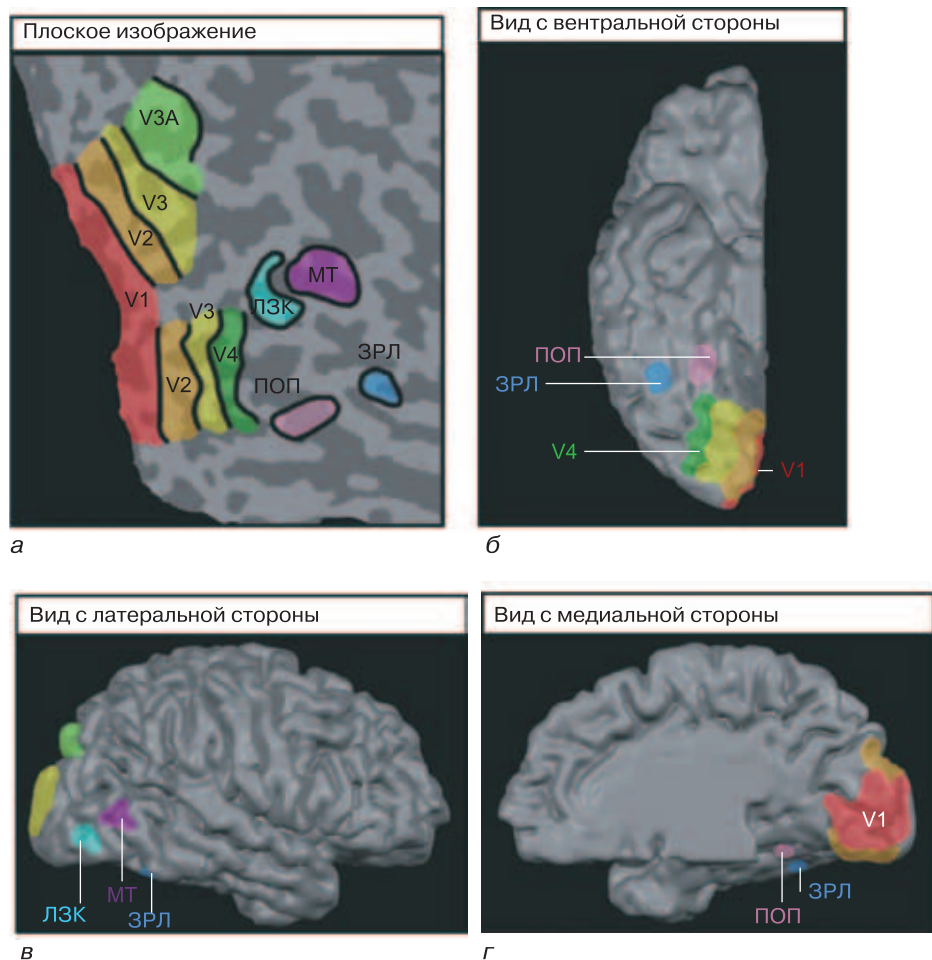 Плоское изображение
V3A
V3
V2
V1
МТ
ЛЗК
V3
V4
V2
ПОП
ЗРЛ
а
Вид с вентральной стороны
ПОП
ЗРЛ
V4
V1
б
Вид с латеральной стороны
ЛЗК
МТ
ЗРЛ
в
Вид с медиальной стороны
V1
ЗРЛ
ПОП
г